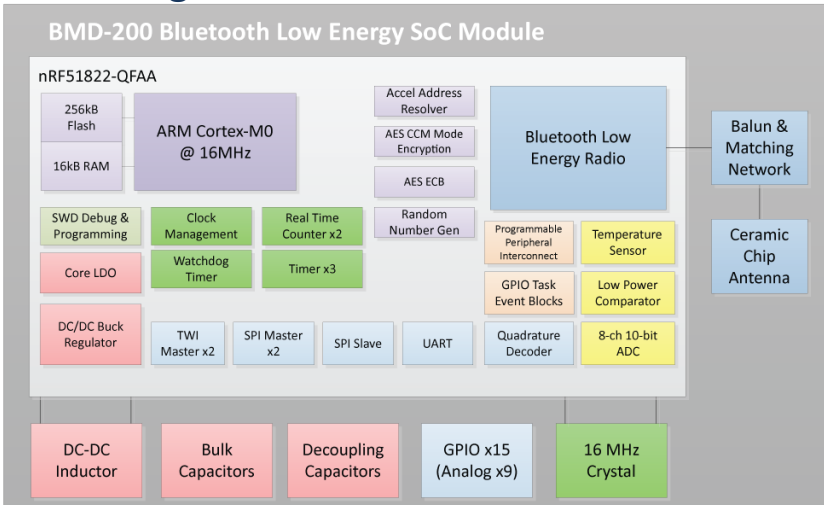 BMD-200 Bluetooth Low Energy SoC Module
nRF51822-QFAA
256kB
Flash
16kB RAM
ARM Cortex-M0
@ 16MHz
Accel Address
Resolver
AES CCM Mode
Encryption
AES ECB
Random
Number Gen
Bluetooth Low
Energy Radio
Balun &
Matching
Network
Ceramic
Chip
Antenna
SWD Debug &
Programming
Clock
Management
Real Time
Counter x2
Core LDO
Watchdog
Timer
Timer x3
Programmable
Peripheral
Interconnect
Temperature
Sensor
GPIO Task
Event Blocks
Low Power
Comparator
DC/DC Buck
Regulator
TWI
Master x2
SPI Master
x2
SPI Slave
UART
Quadrature
Decoder
8-ch 10-bit
ADC
DC-DC
Inductor
Bulk
Capacitors
Decoupling
Capacitors
GPIO x15
(Analog x9)
16 MHz
Crystal